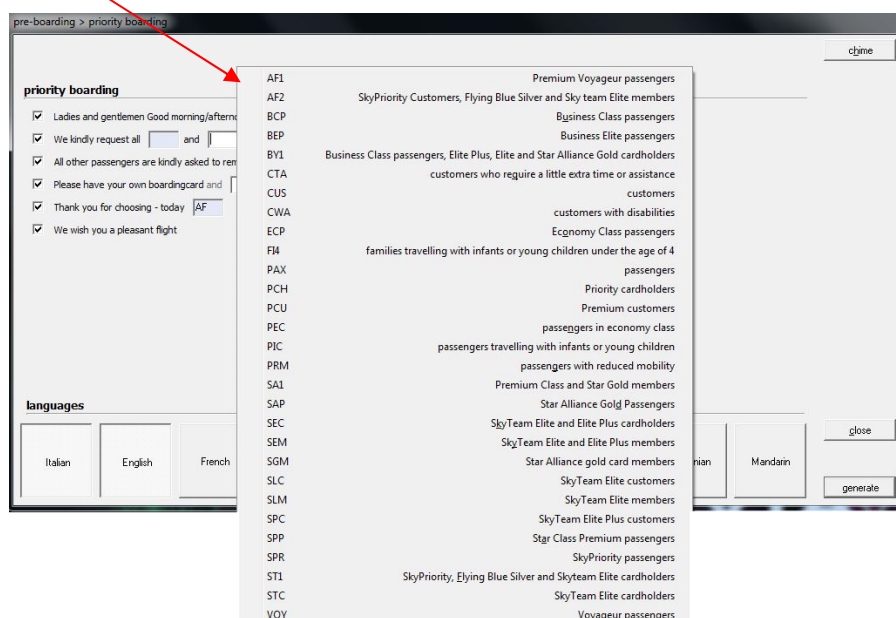 pre-boarding > priority boarding
chime
priority boarding
Ladies and gentlemen Good
We kindly request all and
All other passengers are kindly asked to
Please have your own boardingcard and
Thank you for choosing - today AF
We wish you a pleasant flight
AF1 Premium Voyageur passengers
AF2 SkyPriority Customers, Flying Blue Silver and Sky team Elite members
BCP Business Class passengers
BEP Business Elite passengers
BY1 Business Class passengers, Elite Plus, Elite and Star Alliance Gold cardholders
CTA customers who require a little extra time or assistance
CUS customers
CWA customers with disabilities
ECP Economy Class passengers
FI4 families travelling with infants or young children under the age of 4
PAX passengers
PCH Priority cardholders
PCU Premium customers
PEC passengers in economy class
PIC passengers travelling with infants or young children
PRM passengers with reduced mobility
SA1 Premium Class and Star Gold members
SAP Star Alliance Gold Passengers
SEC SkyTeam Elite and Elite Plus cardholders
SEM SkyTeam Elite and Elite Plus members
SGM Star Alliance gold card members
SLC SkyTeam Elite customers
SLM SkyTeam Elite members
SPC SkyTeam Elite Plus customers
SPP Star Class Premium passengers
SPR SkyPriority passengers
ST1 SkyPriority, Flying Blue Silver and Skyteam Elite cardholders
STC SkyTeam Elite cardholders
VOY Voyageur passengers
languages
Italian
English
French
Mandarin
close
generate